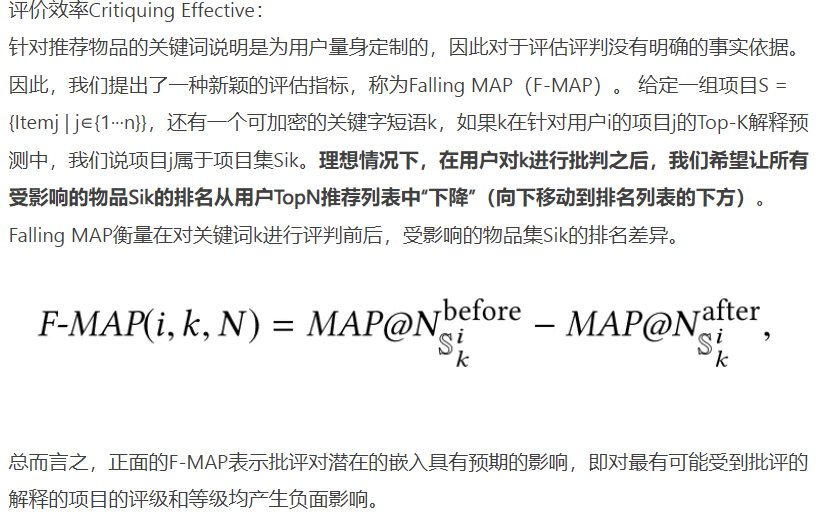 评价效率Critiquing Effective：
针对推荐物品的关键词说明是为用户量身定制的，因此对于评估评判没有明确的事实依据。
因此，我们提出了一种新颖的评估指标，称为Falling MAP（F-MAP）。 给定一组项目S =
{Itemj | j∈{1···n}}，还有一个可加密的关键字短语k，如果k在针对用户i的项目j的Top-K解释预
测中，我们说项目j属于项目集Sik。理想情况下，在用户对k进行批判之后，我们希望让所有
受影响的物品Sik的排名从用户TopN推荐列表中“下降”（向下移动到排名列表的下方）。
Falling MAP衡量在对关键词k进行评判前后，受影响的物品集Sik的排名差异。
F-MAP(i, k, N) = MAP@N^{before}_{𝕊^i_k} − MAP@N^{after}_{𝕊^i_k},
总而言之，正面的F-MAP表示批评对潜在的嵌入具有预期的影响，即对最有可能受到批评的
解释的项目的评级和等级均产生负面影响。